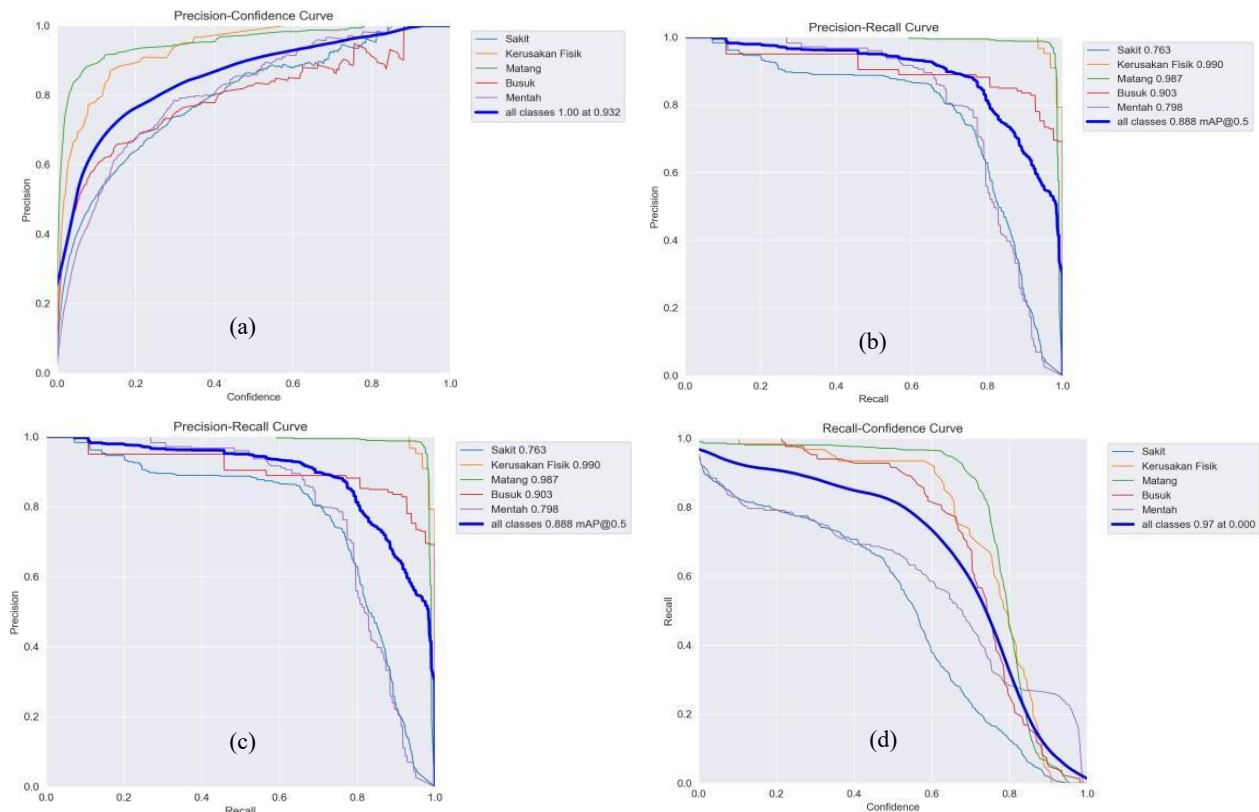 Precision-Confidence Curve
1.0
0.8
0.6
0.4
0.2
0.0
Precision
0.0 0.2 0.4 0.6 0.8 1.0
Confidence
Sakit
Kerusakan Fisik
Matang
Busuk
Mentah
all classes 1.00 at 0.932
(a)
Precision-Recall Curve
1.0
0.8
0.6
0.4
0.2
0.0
Precision
0.0 0.2 0.4 0.6 0.8 1.0
Recall
Sakit 0.763
Kerusakan Fisik 0.990
Matang 0.987
Busuk 0.903
Mentah 0.798
all classes 0.888 mAP@0.5
(b)
Precision-Recall Curve
1.0
0.8
0.6
0.4
0.2
0.0
Precision
0.0 0.2 0.4 0.6 0.8 1.0
Recall
Sakit 0.763
Kerusakan Fisik 0.990
Matang 0.987
Busuk 0.903
Mentah 0.798
all classes 0.888 mAP@0.5
(c)
Recall-Confidence Curve
1.0
0.8
0.6
0.4
0.2
0.0
Recall
0.0 0.2 0.4 0.6 0.8 1.0
Confidence
Sakit
Kerusakan Fisik
Matang
Busuk
Mentah
all classes 0.97 at 0.000
(d)